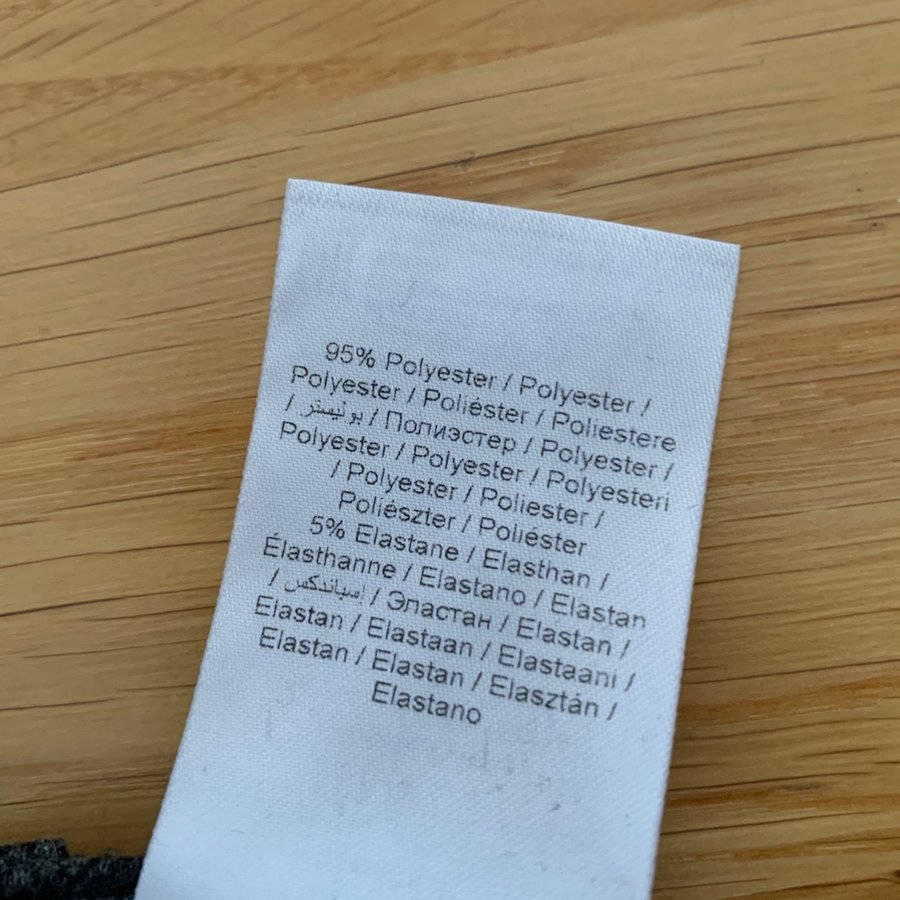 95% Polyester / Polyester /
Polyester / Poliéster / Poliestere
/ بوليستر / Полиэстер / Polyester /
Polyester / Polyester / Polyesteri
/ Polyester / Poliester /
Poliészter / Poliéster
5% Elastane / Elasthan /
Élasthanne / Elastano / Elastan
/ إسباندكس / Эластан / Elastan /
Elastan / Elastaan / Elastaani /
Elastan / Elastan / Elasztán /
Elastano